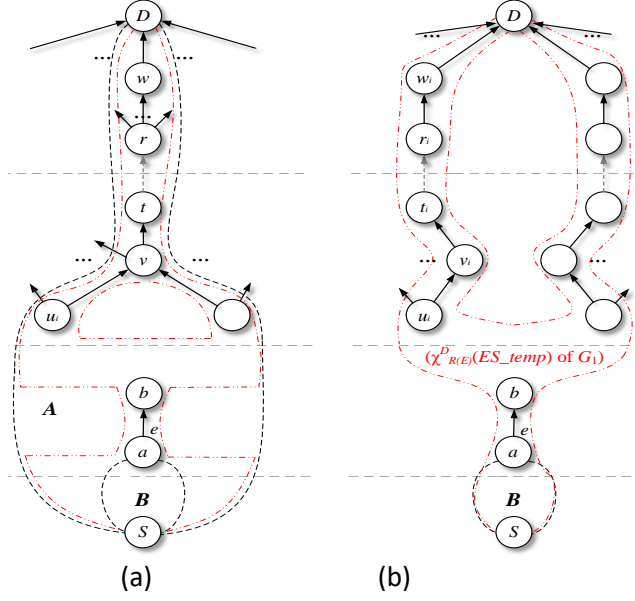 D
D
...
...
...
w
wᵢ
...
r
rᵢ
t
tᵢ
...
v
...
...
vᵢ
...
uᵢ
uᵢ
(χᴰR(E)(ES_temp) of G₁)
b
b
A
e
e
a
a
B
B
S
S
(a)
(b)